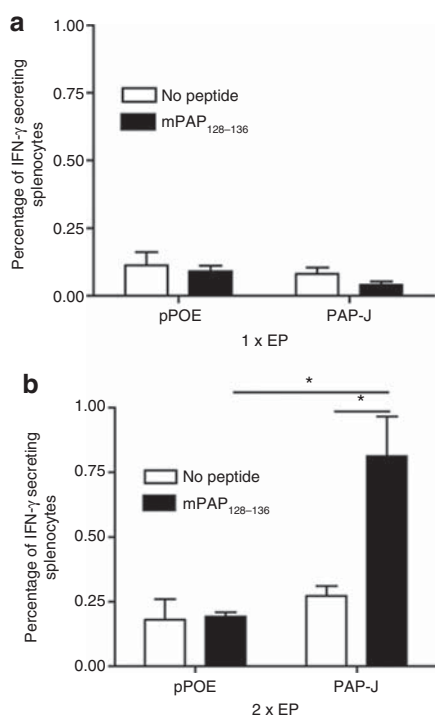 a
Percentage of IFN-γ secreting
splenocytes
1.00
0.75
0.50
0.25
0.00
No peptide
mPAP128–136
pPOE
PAP-J
1 x EP
b
Percentage of IFN-γ secreting
splenocytes
1.00
0.75
0.50
0.25
0.00
*
*
No peptide
mPAP128–136
pPOE
PAP-J
2 x EP